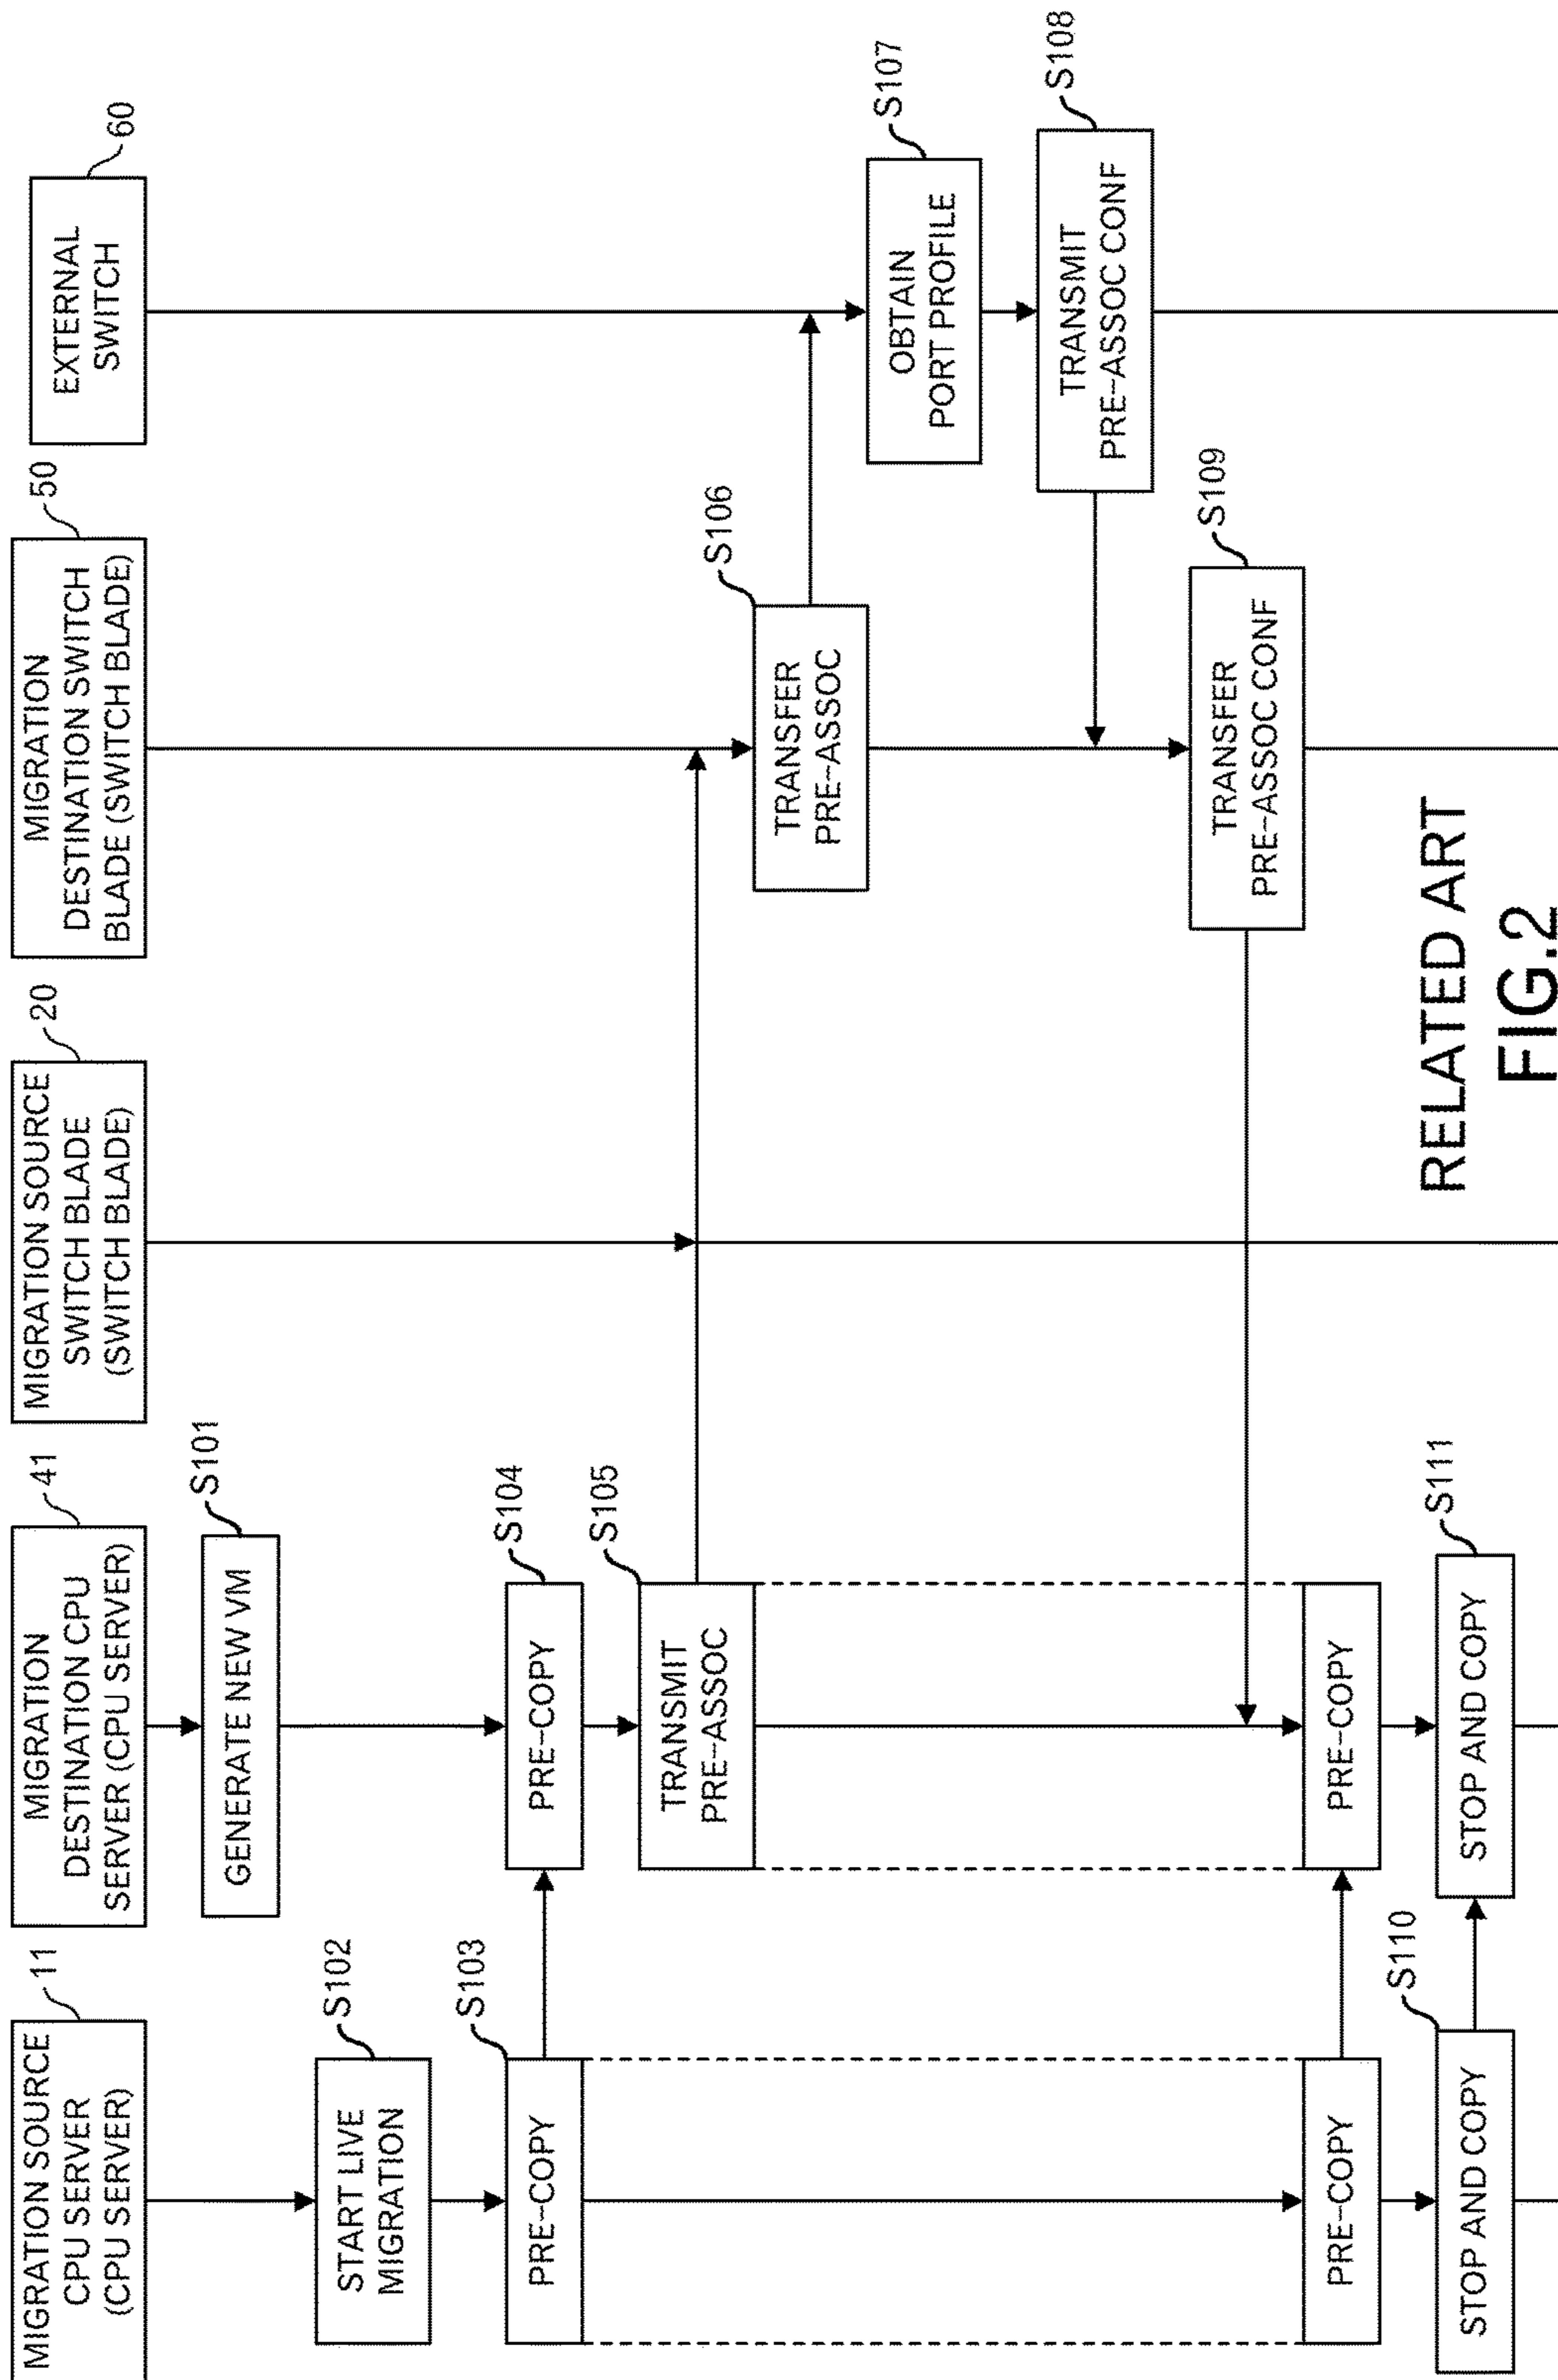 MIGRATION SOURCE
CPU SERVER
(CPU SERVER)
11
MIGRATION
DESTINATION CPU
SERVER (CPU SERVER)
41
MIGRATION SOURCE
SWITCH BLADE
(SWITCH BLADE)
20
MIGRATION
DESTINATION SWITCH
BLADE (SWITCH BLADE)
50
EXTERNAL
SWITCH
60
GENERATE NEW VM
S101
START LIVE
MIGRATION
S102
PRE-COPY
S103
PRE-COPY
S104
TRANSMIT
PRE-ASSOC
S105
TRANSFER
PRE-ASSOC
S106
OBTAIN
PORT PROFILE
S107
TRANSMIT
PRE-ASSOC CONF
S108
TRANSFER
PRE-ASSOC CONF
S109
PRE-COPY
PRE-COPY
STOP AND COPY
S110
STOP AND COPY
S111
RELATED ART
FIG.2